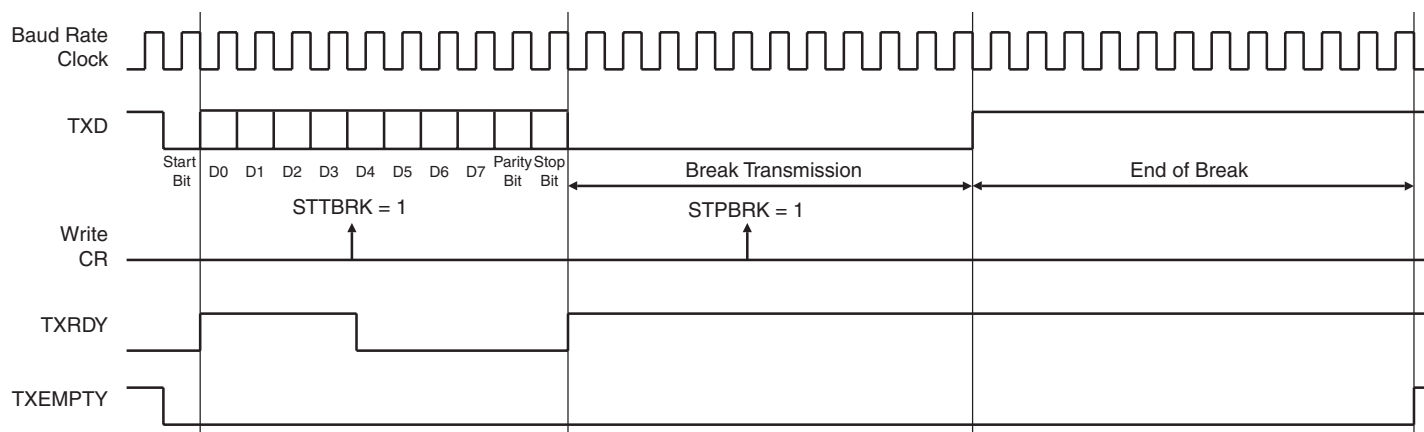 Baud Rate
Clock
TXD
Start
Bit
D0 D1 D2 D3 D4 D5 D6 D7
Parity
Bit
Stop
Bit
Break Transmission
End of Break
STTBRK = 1
STPBRK = 1
Write
CR
TXRDY
TXEMPTY